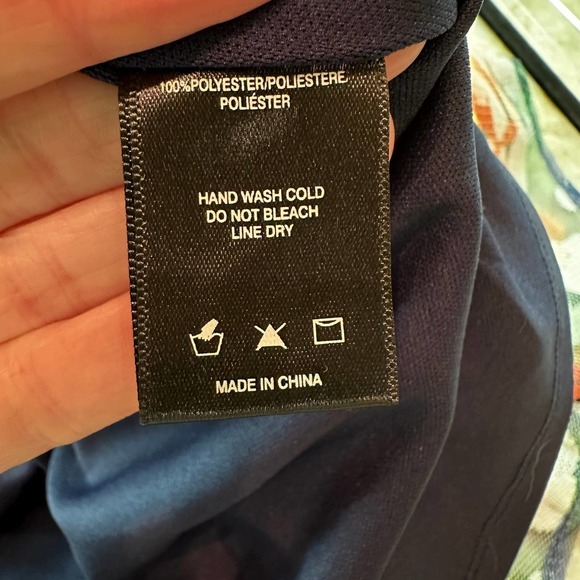 100%POLYESTER/POLIESTERE
POLIÉSTER
HAND WASH COLD
DO NOT BLEACH
LINE DRY
MADE IN CHINA